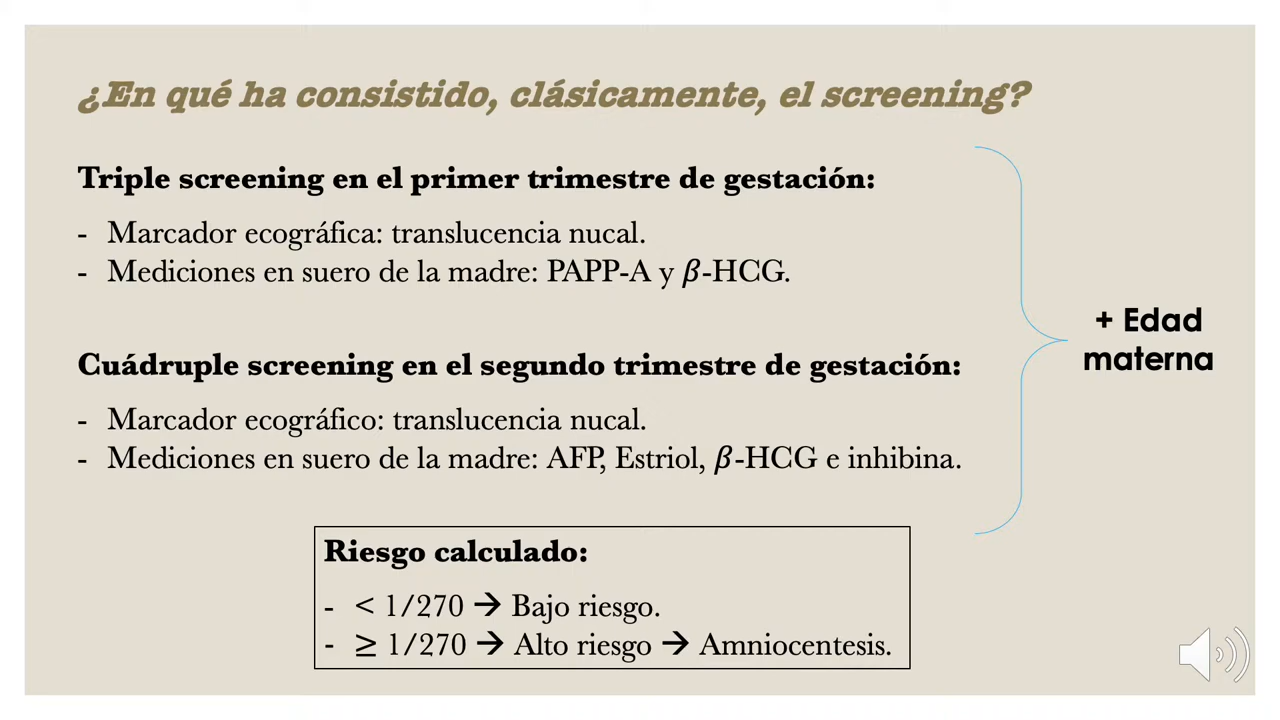 ¿En qué ha consistido, clásicamente, el screening?
Triple screening en el primer trimestre de gestación:
- Marcador ecográfica: translucencia nucal.
- Mediciones en suero de la madre: PAPP-A y β-HCG.
Cuádruple screening en el segundo trimestre de gestación:
- Marcador ecográfico: translucencia nucal.
- Mediciones en suero de la madre: AFP, Estriol, β-HCG e inhibina.
+ Edad
materna
Riesgo calculado:
- < 1/270 → Bajo riesgo.
- ≥ 1/270 → Alto riesgo → Amniocentesis.